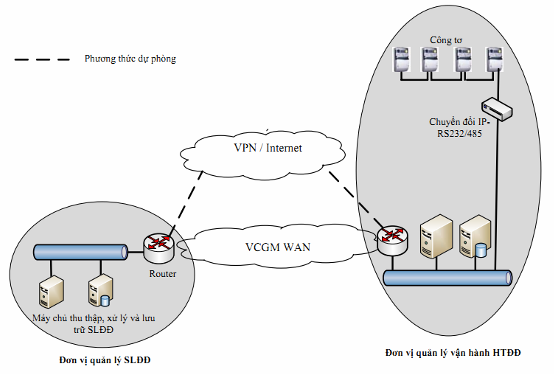 Phương thức dự phòng
Công tơ
Chuyển đổi IP-
RS232/485
VPN / Internet
VCGM WAN
Router
Máy chủ thu thập, xử lý và lưu
trữ SLĐĐ
Đơn vị quản lý SLĐĐ
Đơn vị quản lý vận hành HTĐĐ